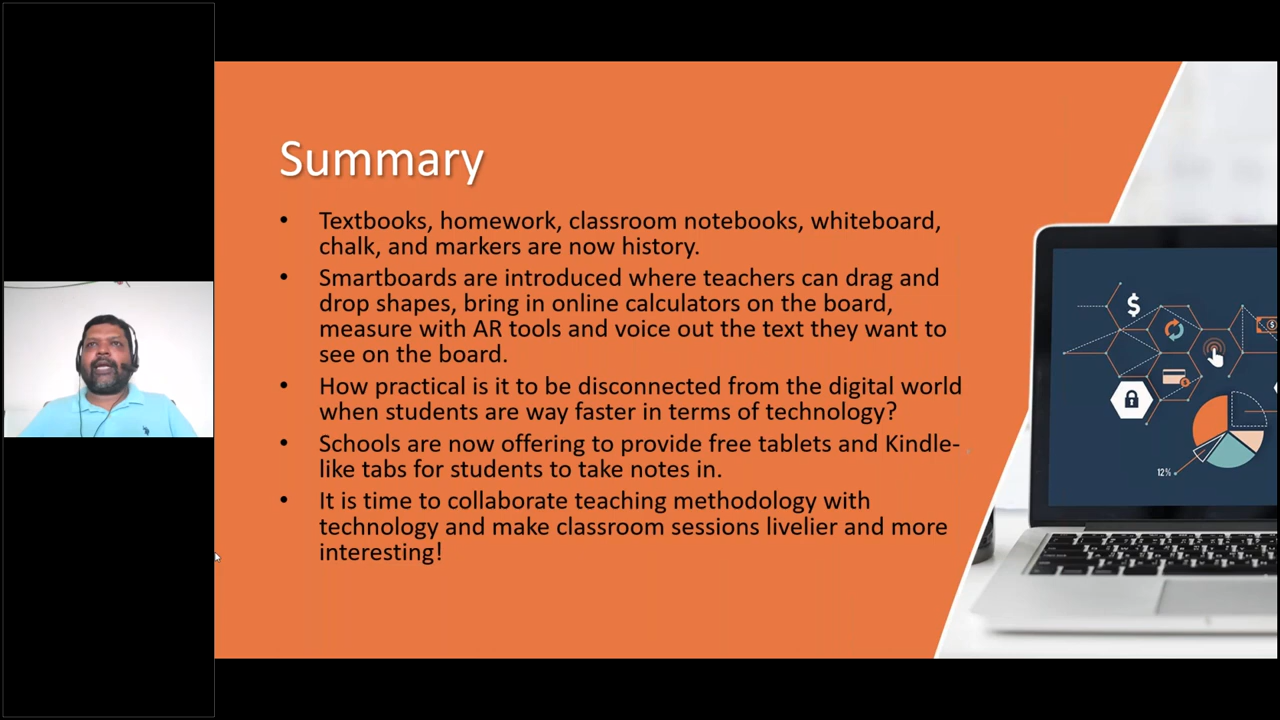 Summary
• Textbooks, homework, classroom notebooks, whiteboard,
chalk, and markers are now history.
• Smartboards are introduced where teachers can drag and
drop shapes, bring in online calculators on the board,
measure with AR tools and voice out the text they want to
see on the board.
• How practical is it to be disconnected from the digital world
when students are way faster in terms of technology?
• Schools are now offering to provide free tablets and Kindle-
like tabs for students to take notes in.
• It is time to collaborate teaching methodology with
technology and make classroom sessions livelier and more
interesting!
$
$
12%